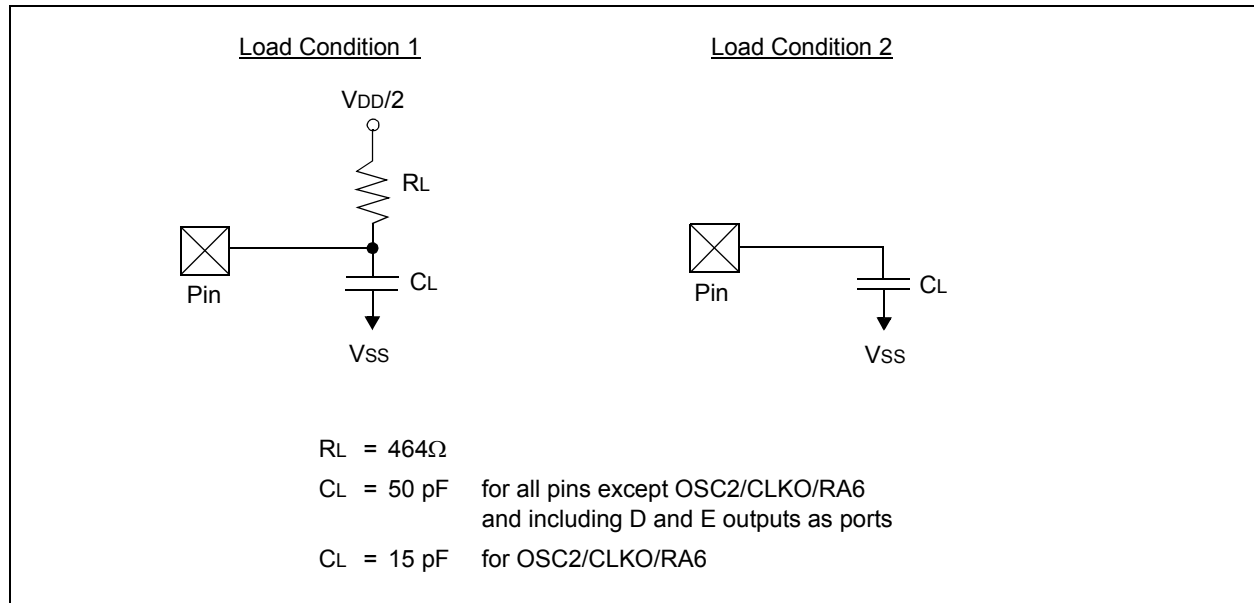 Load Condition 1
Load Condition 2
VDD/2
RL
Pin
CL
VSS
Pin
CL
VSS
RL = 464Ω
CL = 50 pF for all pins except OSC2/CLKO/RA6
and including D and E outputs as ports
CL = 15 pF for OSC2/CLKO/RA6